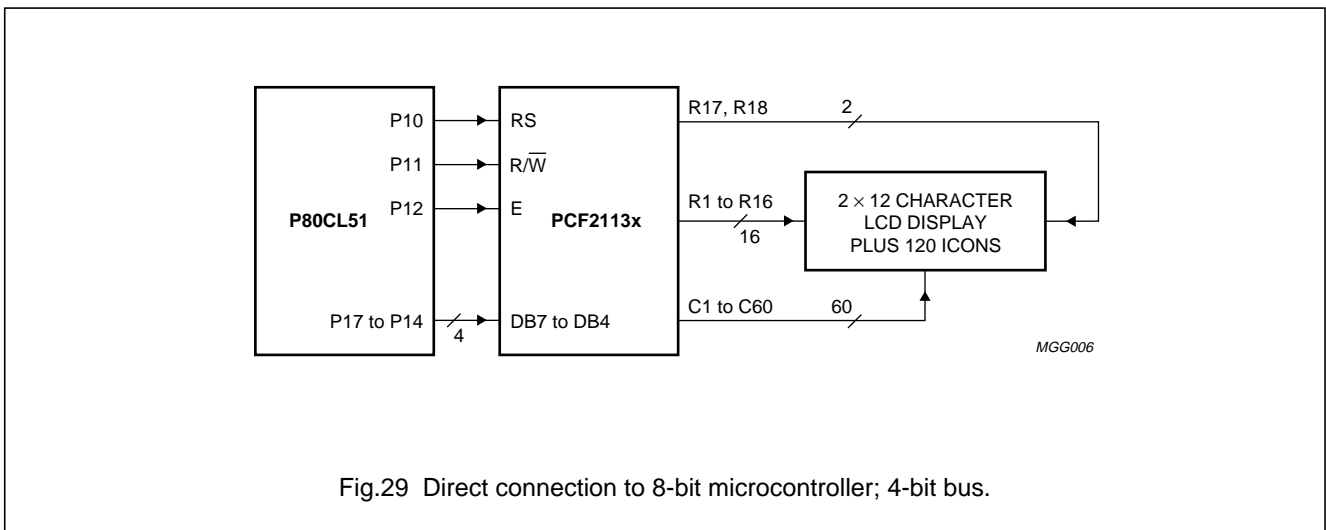 P80CL51
P10
P11
P12
P17 to P14
4
PCF2113x
RS
R/W̅
E
DB7 to DB4
R17, R18
2
R1 to R16
16
C1 to C60
60
2 × 12 CHARACTER
LCD DISPLAY
PLUS 120 ICONS
MGG006
Fig.29 Direct connection to 8-bit microcontroller; 4-bit bus.